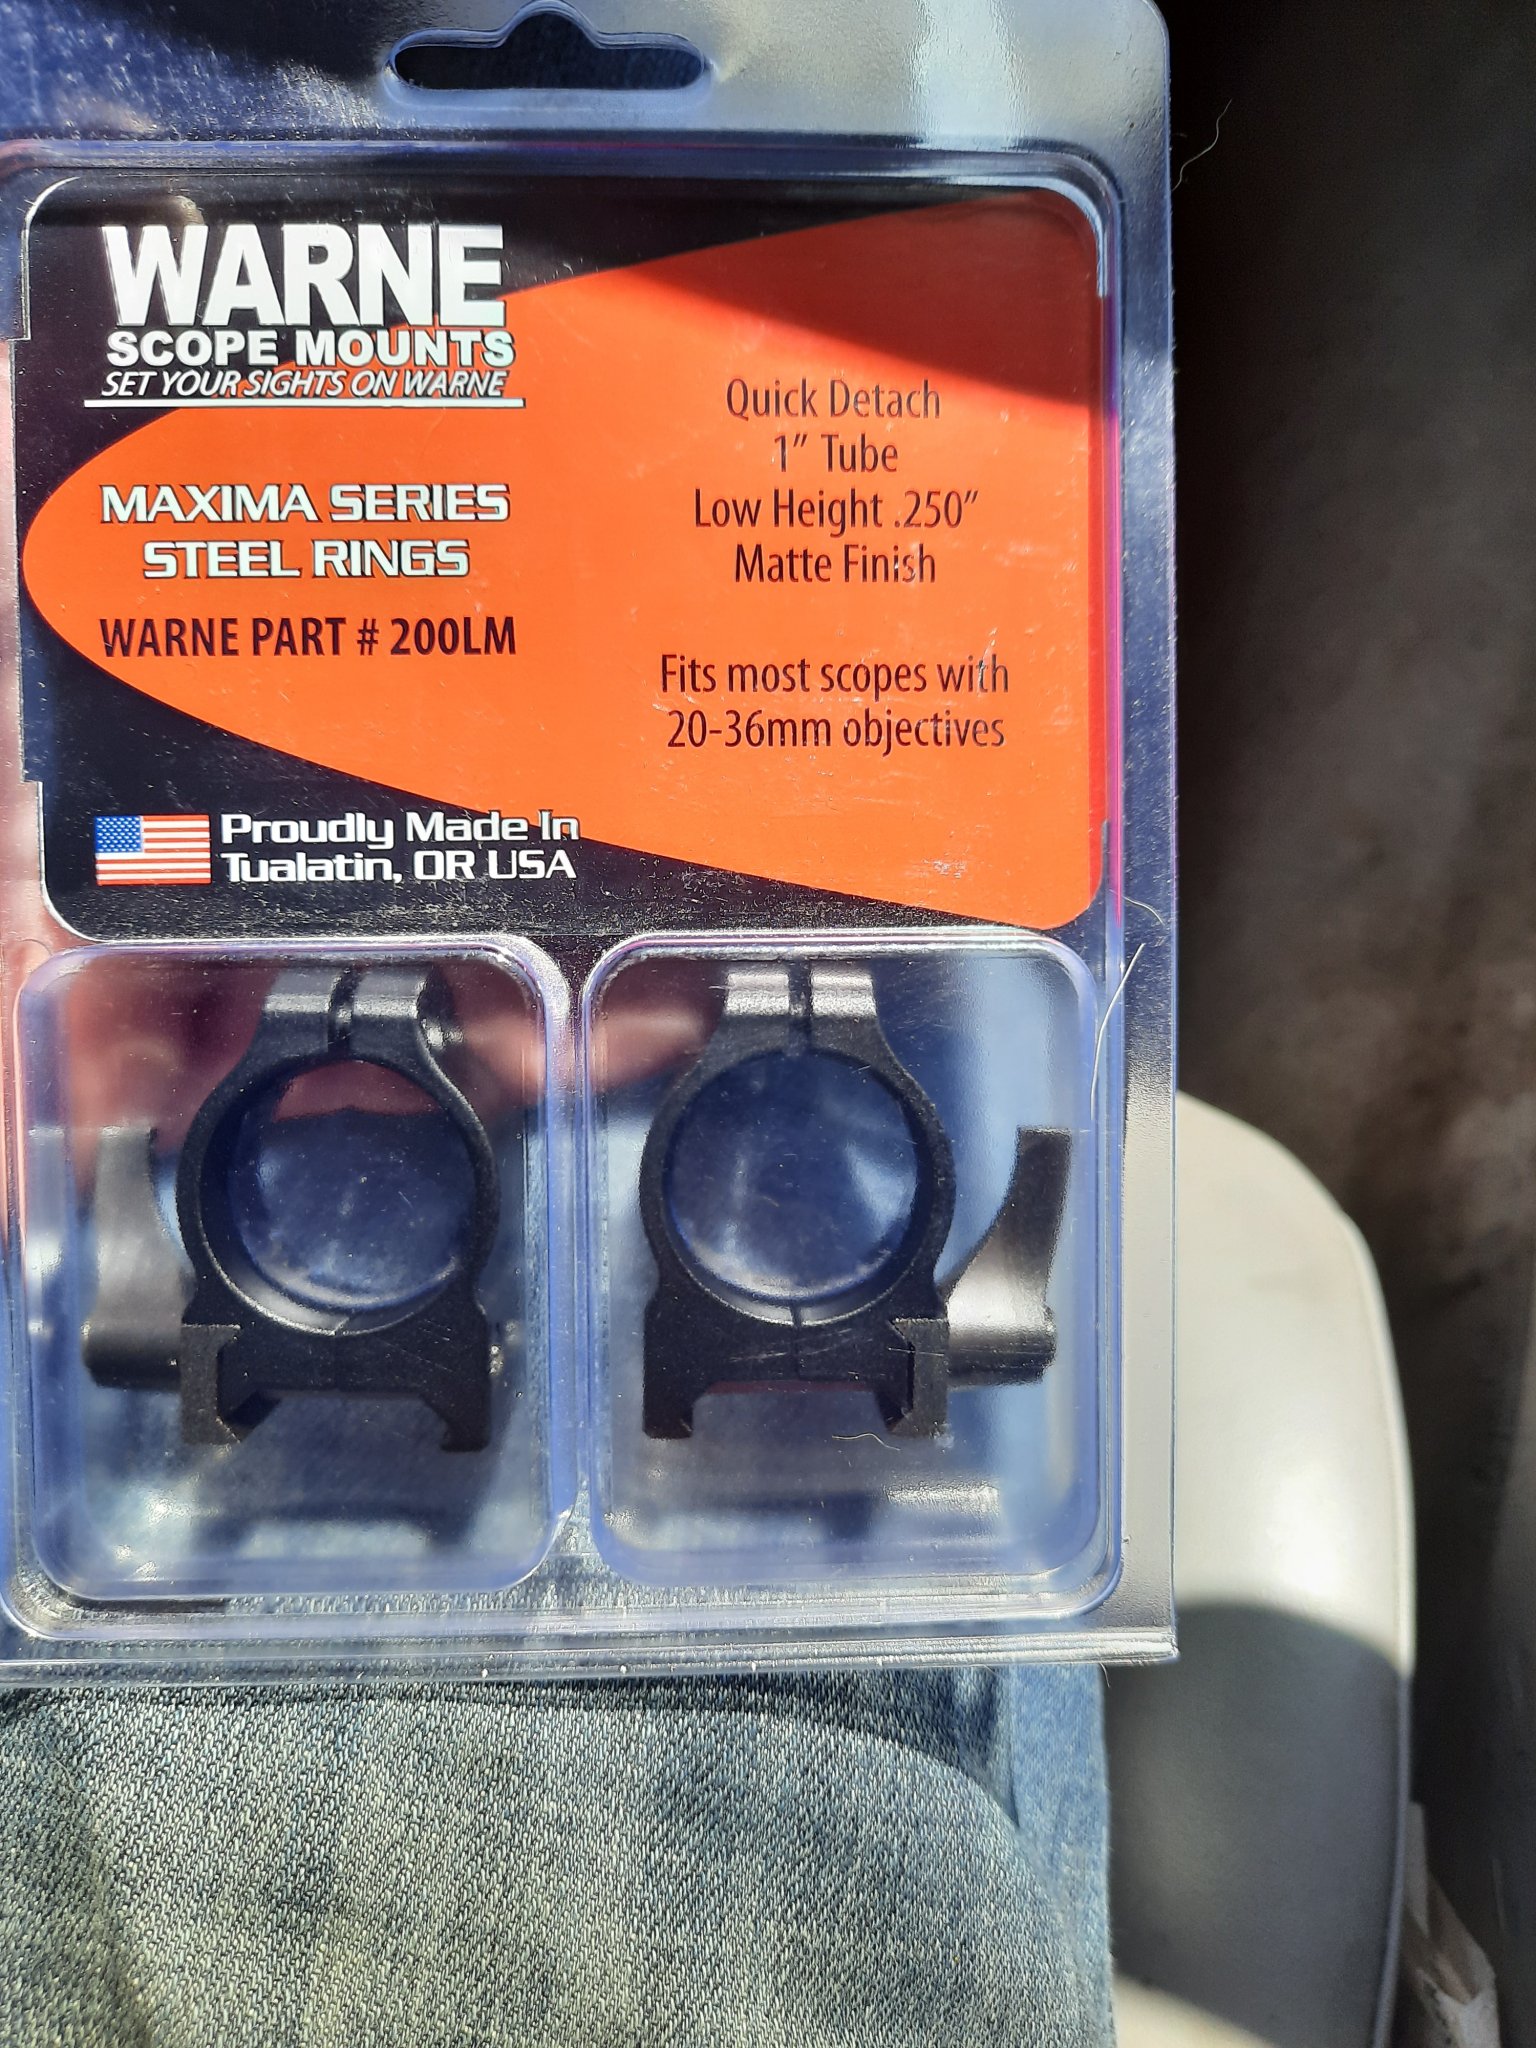 WARNE
SCOPE MOUNTS
SET YOUR SIGHTS ON WARNE
MAXIMA SERIES
STEEL RINGS
WARNE PART # 200LM
Quick Detach
1” Tube
Low Height .250”
Matte Finish
Fits most scopes with
20-36mm objectives
Proudly Made In
Tualatin, OR USA